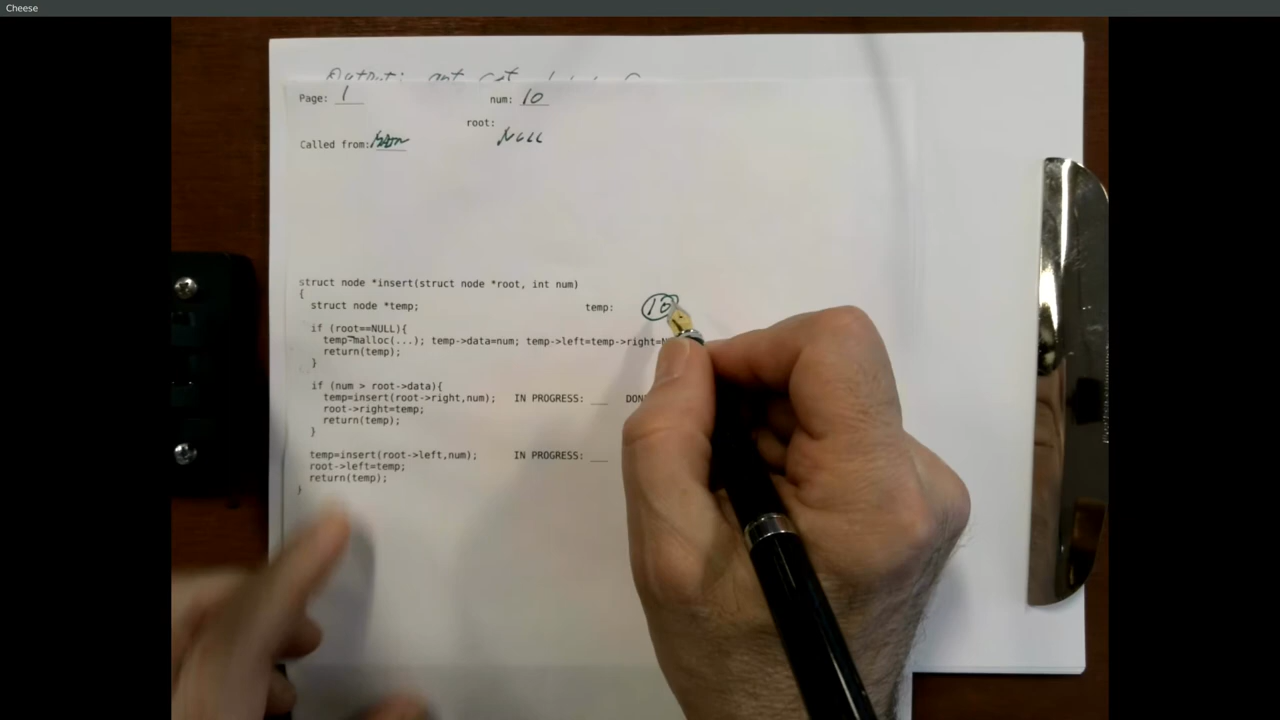 Cheese
Output:
Page: 1 num: 10
root:
NULL
Called from:
struct node *insert(struct node *root, int num)
{
struct node *temp; temp: 10
if (root==NULL){
temp=malloc(...); temp->data=num; temp->left=temp->right=N
return(temp);
}
if (num > root->data){
temp=insert(root->right,num); IN PROGRESS: ___ DON
root->right=temp;
return(temp);
}
temp=insert(root->left,num); IN PROGRESS: ___
root->left=temp;
return(temp);
}